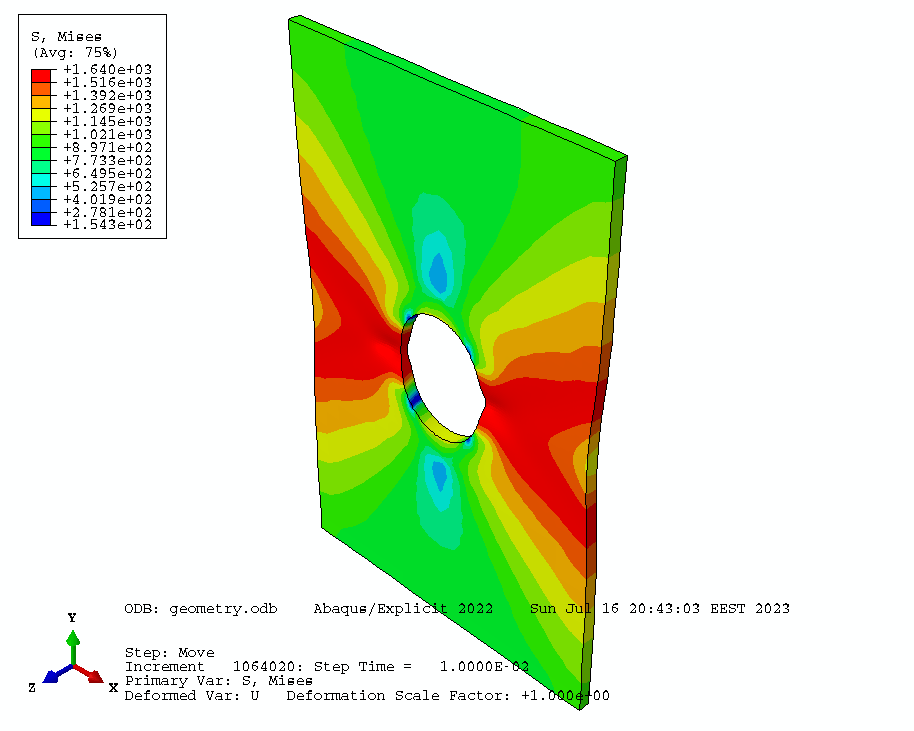 S, Mises
(Avg: 75%)
+1.640e+03
+1.516e+03
+1.392e+03
+1.269e+03
+1.145e+03
+1.021e+03
+8.971e+02
+7.733e+02
+6.495e+02
+5.257e+02
+4.019e+02
+2.781e+02
+1.543e+02
ODB: geometry.odb    Abaqus/Explicit 2022    Sun Jul 16 20:43:03 EEST 2023
Y
Z
X
Step: Move
Increment   1064020: Step Time =   1.0000E-02
Primary Var: S, Mises
Deformed Var: U   Deformation Scale Factor: +1.000e+00